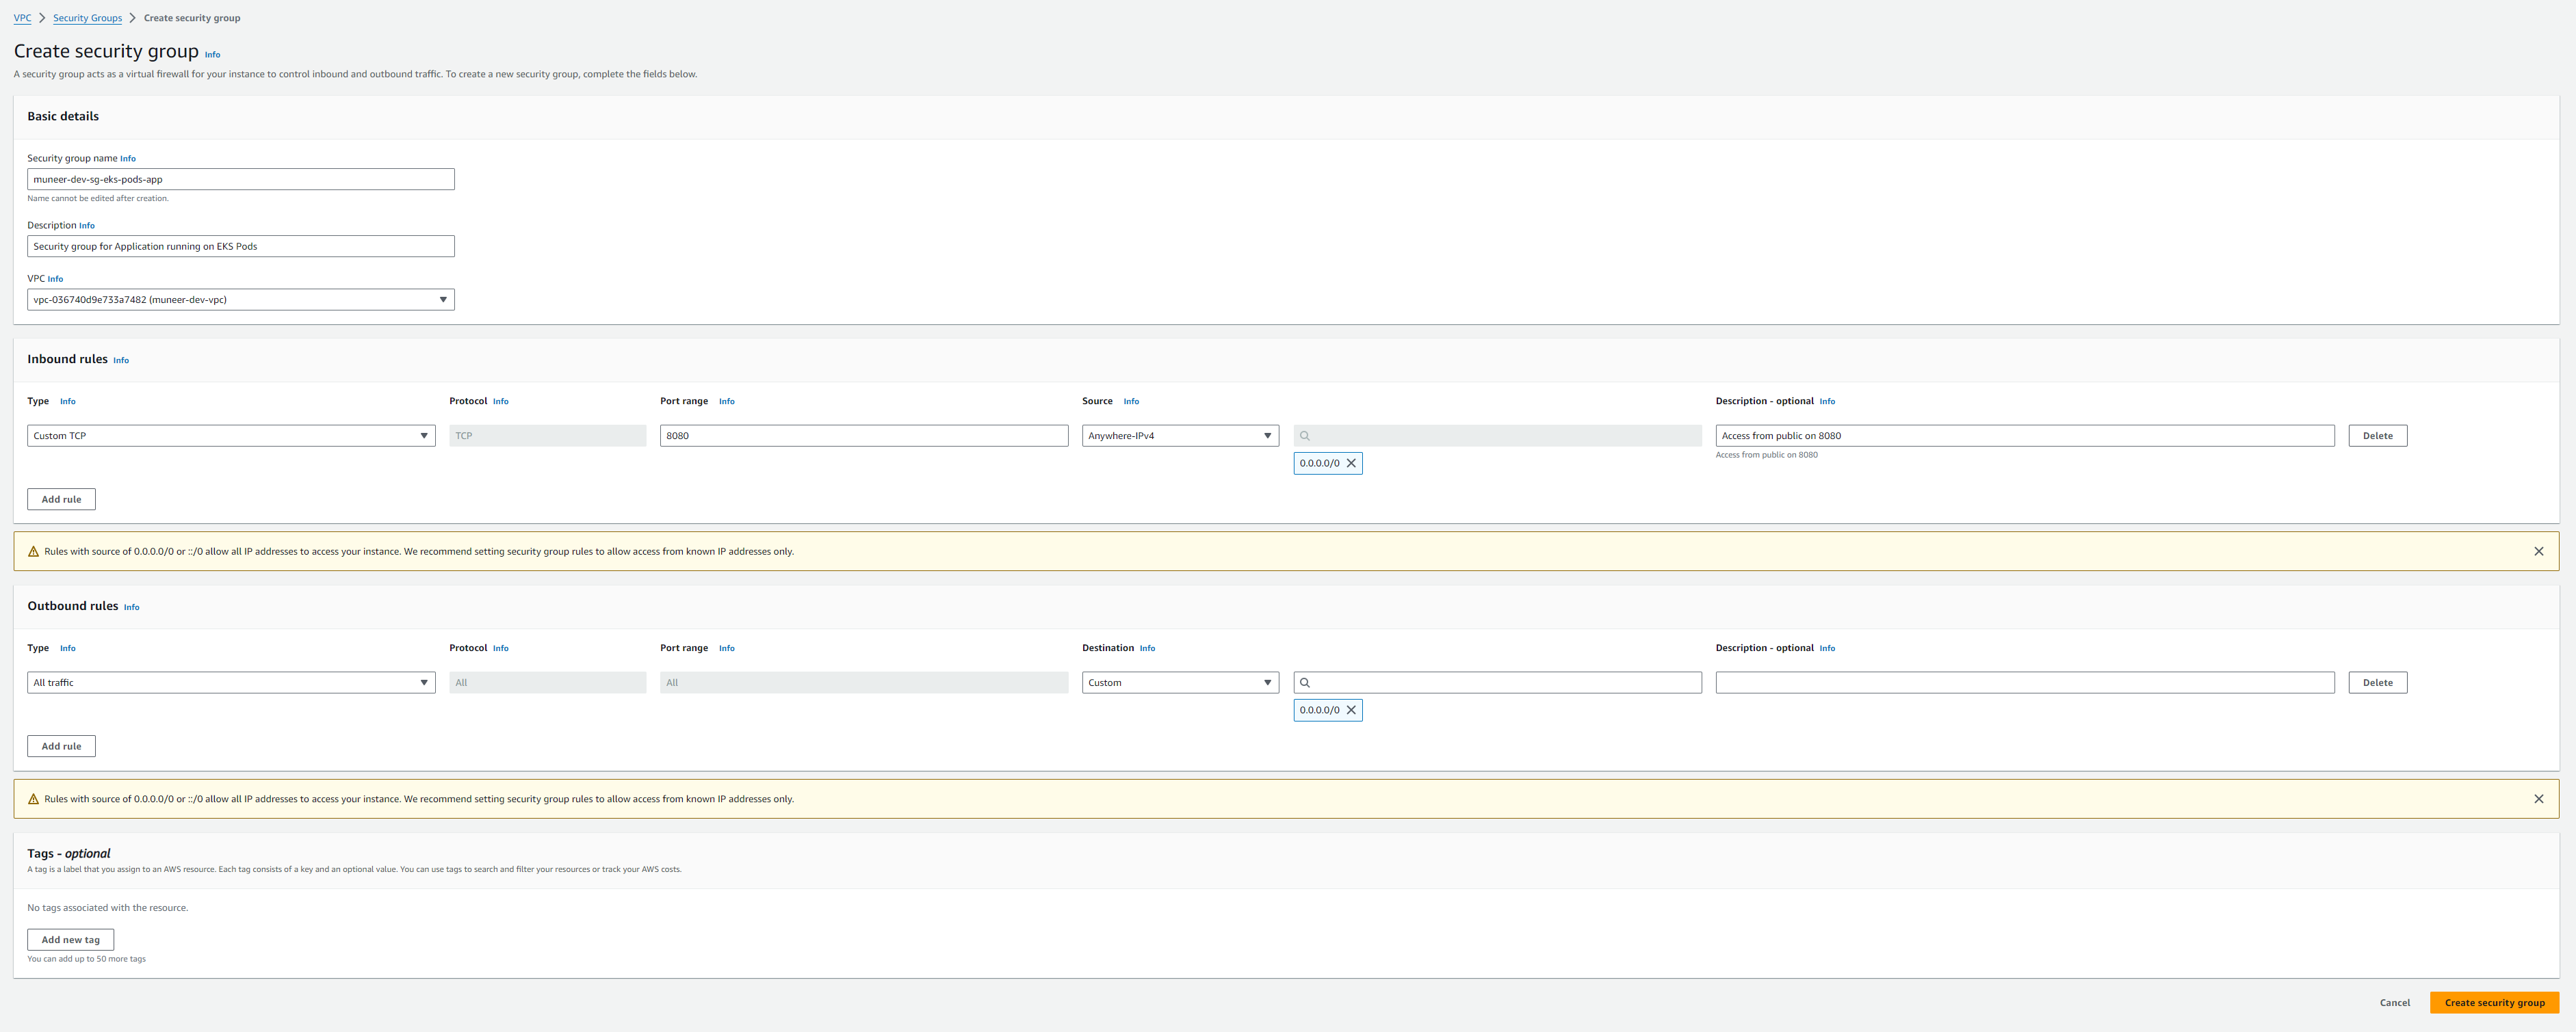 VPC > Security Groups > Create security group
Create security group Info
A security group acts as a virtual firewall for your instance to control inbound and outbound traffic. To create a new security group, complete the fields below.
Basic details
Security group name Info
muneer-dev-sg-eks-pods-app
Name cannot be edited after creation.
Description Info
Security group for Application running on EKS Pods
VPC Info
vpc-036740d9e733a7482 (muneer-dev-vpc)
Inbound rules Info
Type Info Protocol Info Port range Info Source Info Description - optional Info
Custom TCP TCP 8080 Anywhere-IPv4 Access from public on 8080 Delete
Access from public on 8080
0.0.0.0/0
Add rule
Rules with source of 0.0.0.0/0 or ::/0 allow all IP addresses to access your instance. We recommend setting security group rules to allow access from known IP addresses only.
Outbound rules Info
Type Info Protocol Info Port range Info Destination Info Description - optional Info
All traffic All All Custom Delete
0.0.0.0/0
Add rule
Rules with source of 0.0.0.0/0 or ::/0 allow all IP addresses to access your instance. We recommend setting security group rules to allow access from known IP addresses only.
Tags - optional
A tag is a label that you assign to an AWS resource. Each tag consists of a key and an optional value. You can use tags to search and filter your resources or track your AWS costs.
No tags associated with the resource.
Add new tag
You can add up to 50 more tags
Cancel Create security group